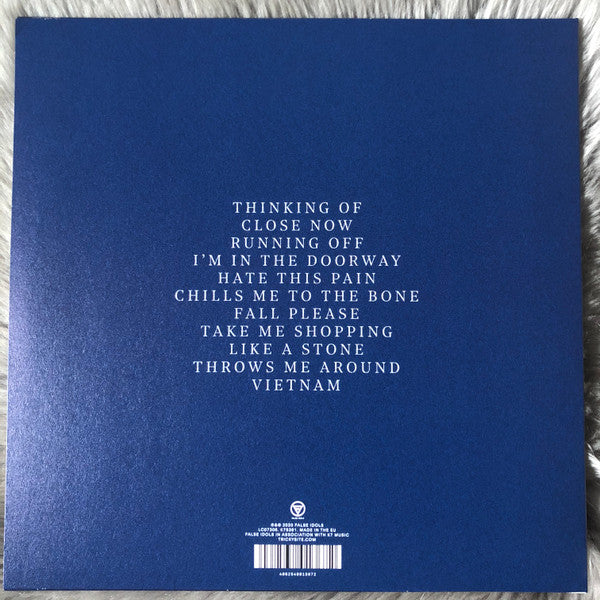 THINKING OF
CLOSE NOW
RUNNING OFF
I'M IN THE DOORWAY
HATE THIS PAIN
CHILLS ME TO THE BONE
FALL PLEASE
TAKE ME SHOPPING
LIKE A STONE
THROWS ME AROUND
VIETNAM
℗&© 2020 FALSE IDOLS
LC07306. K7S391. MADE IN THE EU
FALSE IDOLS IN ASSOCIATION WITH K7 MUSIC
TRICKYSITE.COM